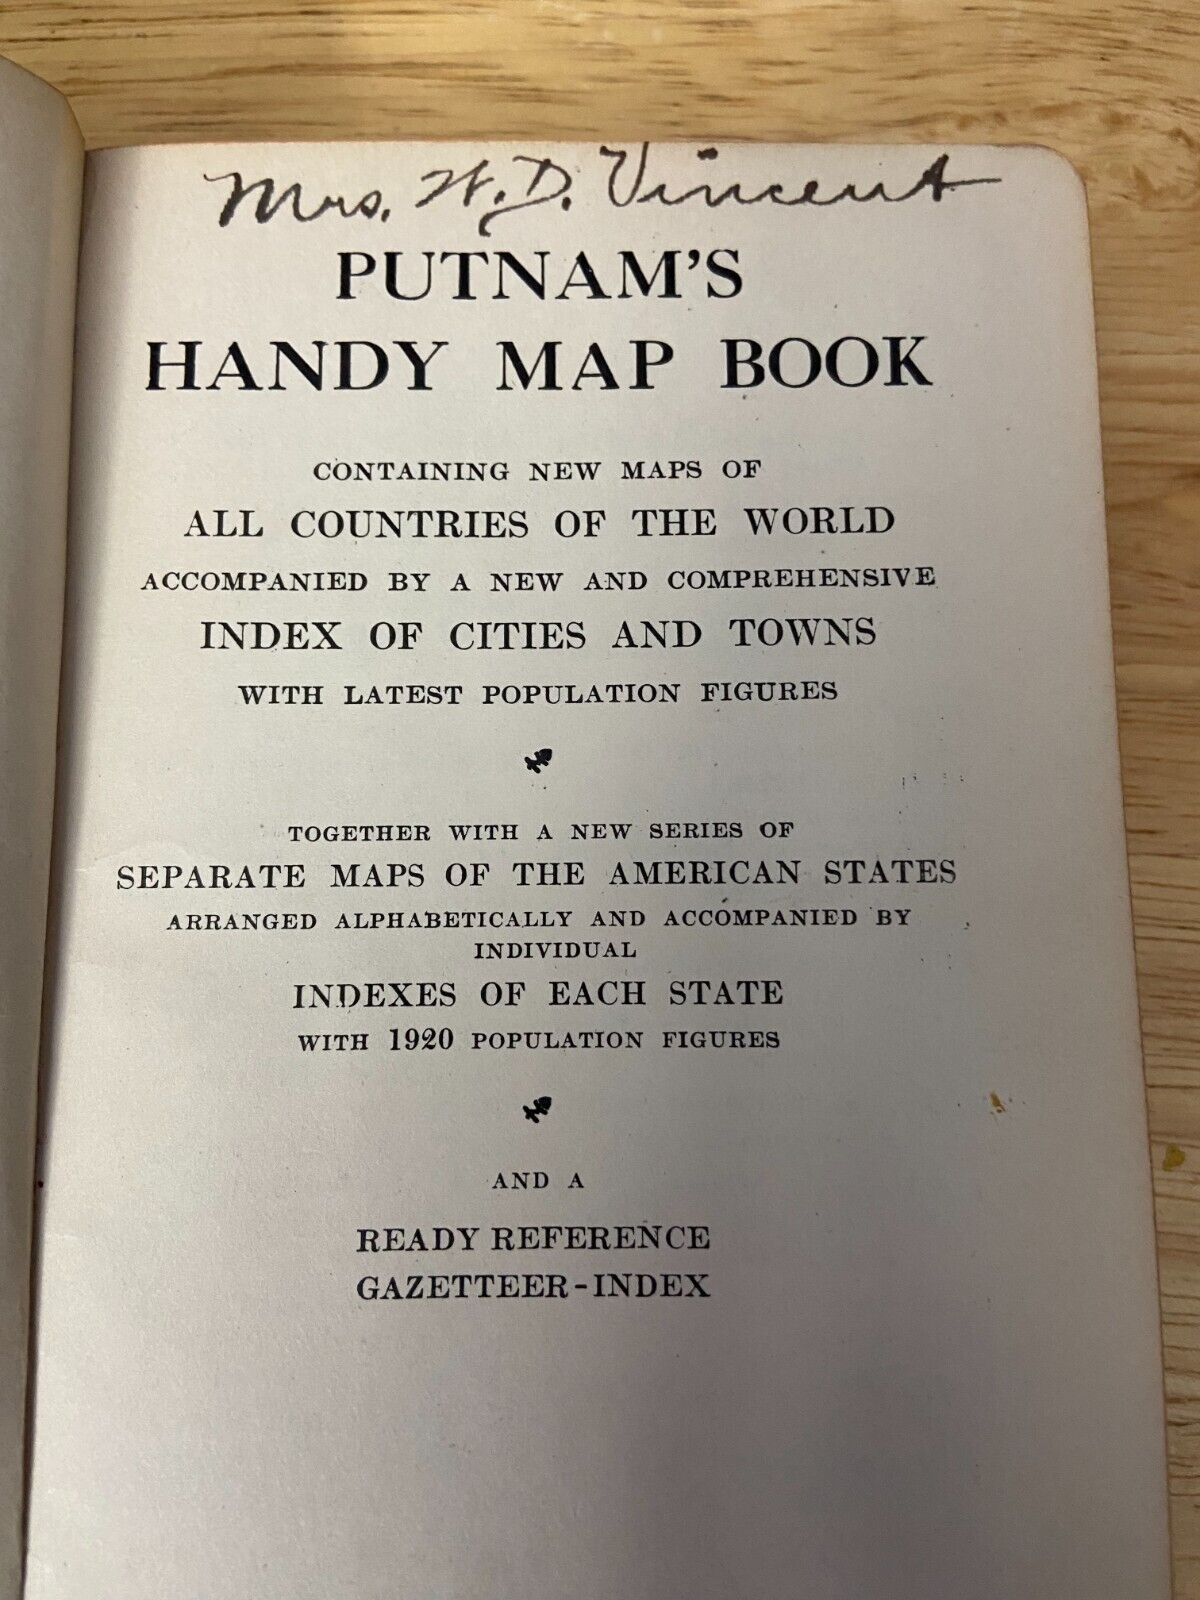 Mrs. W. D. Vincent
PUTNAM'S
HANDY MAP BOOK
CONTAINING NEW MAPS OF
ALL COUNTRIES OF THE WORLD
ACCOMPANIED BY A NEW AND COMPREHENSIVE
INDEX OF CITIES AND TOWNS
WITH LATEST POPULATION FIGURES
TOGETHER WITH A NEW SERIES OF
SEPARATE MAPS OF THE AMERICAN STATES
ARRANGED ALPHABETICALLY AND ACCOMPANIED BY
INDIVIDUAL
INDEXES OF EACH STATE
WITH 1920 POPULATION FIGURES
AND A
READY REFERENCE
GAZETTEER-INDEX